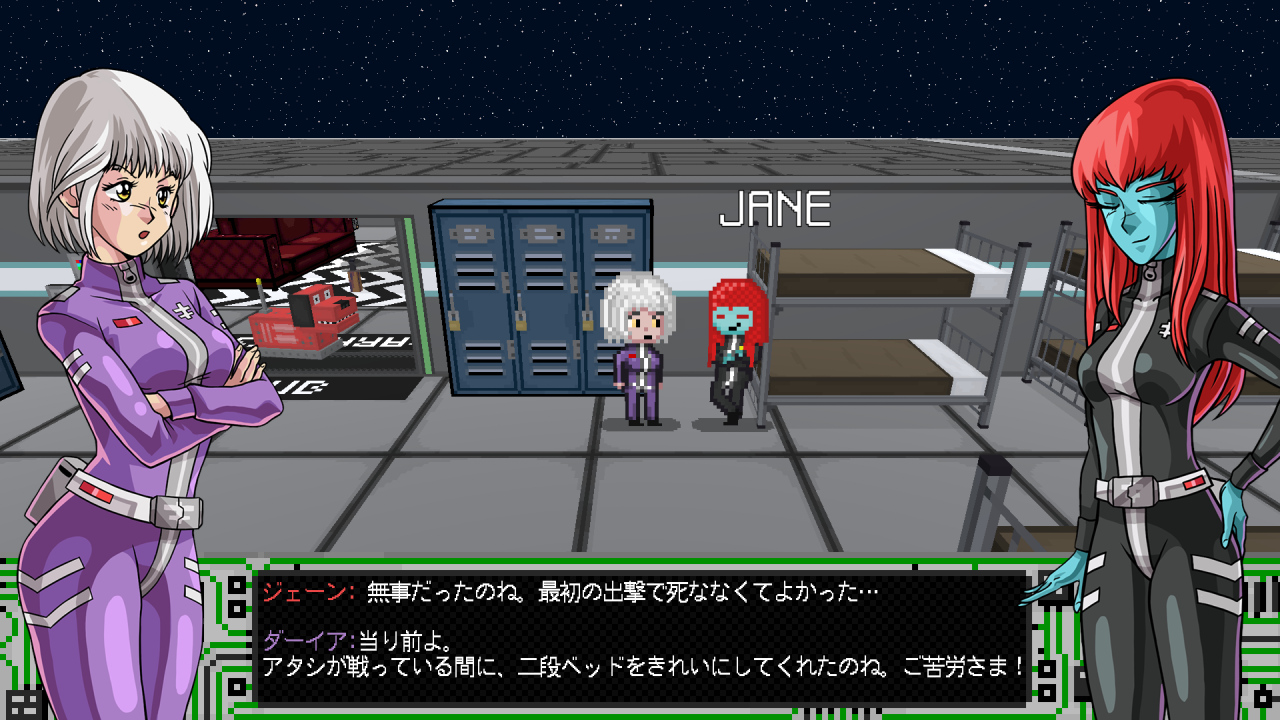 JANE
ジェーン: 無事だったのね。最初の出撃で死ななくてよかった…
ダーイア:当り前よ。
アタシが戦っている間に、二段ベッドをきれいにしてくれたのね。ご苦労さま！